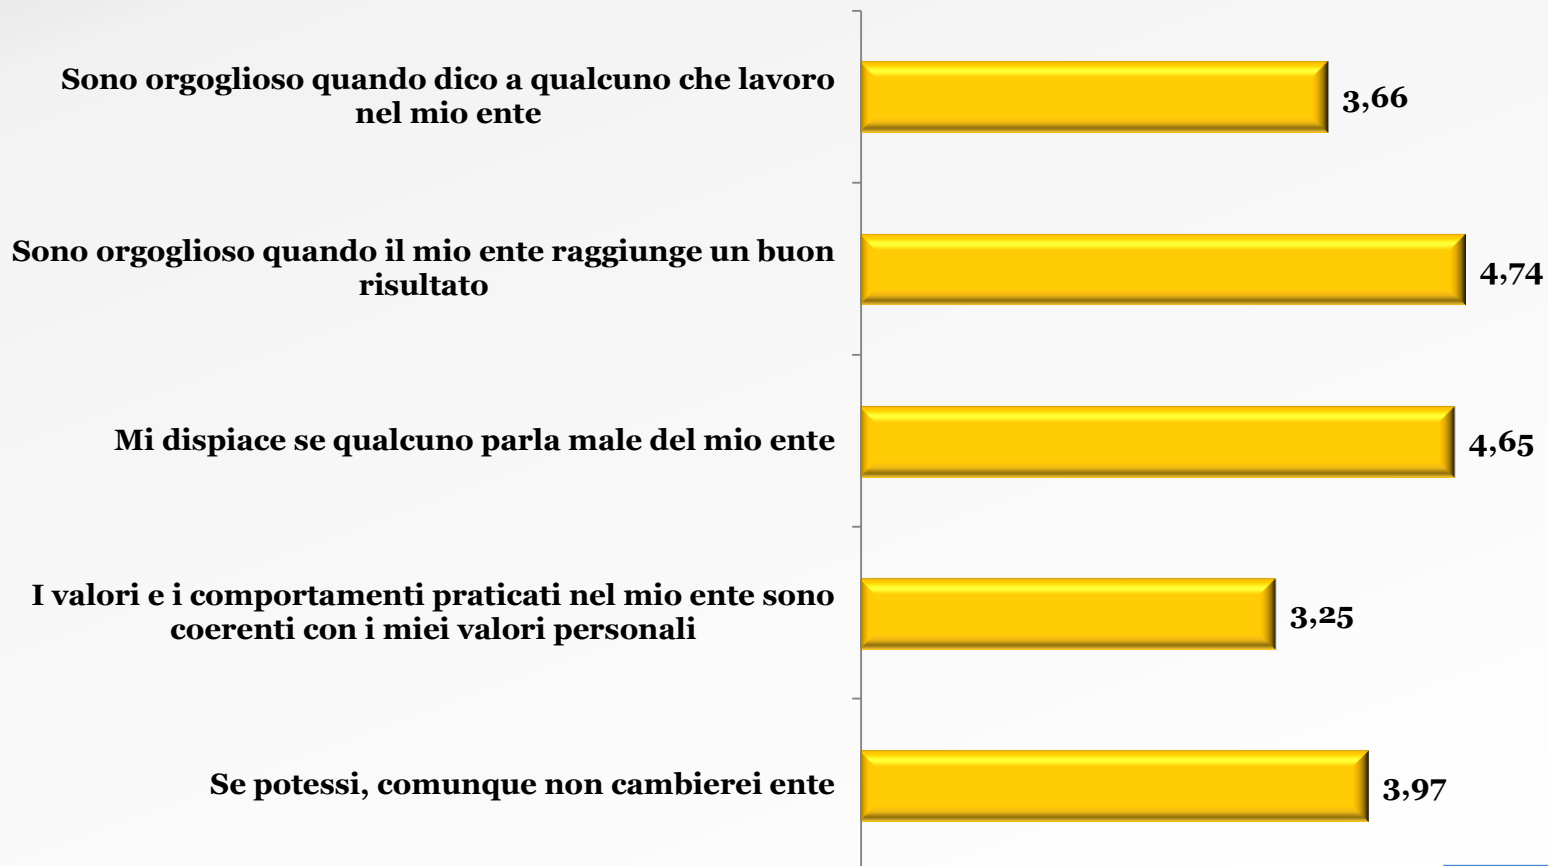 Sono orgoglioso quando dico a qualcuno che lavoro
nel mio ente
3,66
Sono orgoglioso quando il mio ente raggiunge un buon
risultato
4,74
Mi dispiace se qualcuno parla male del mio ente
4,65
I valori e i comportamenti praticati nel mio ente sono
coerenti con i miei valori personali
3,25
Se potessi, comunque non cambierei ente
3,97